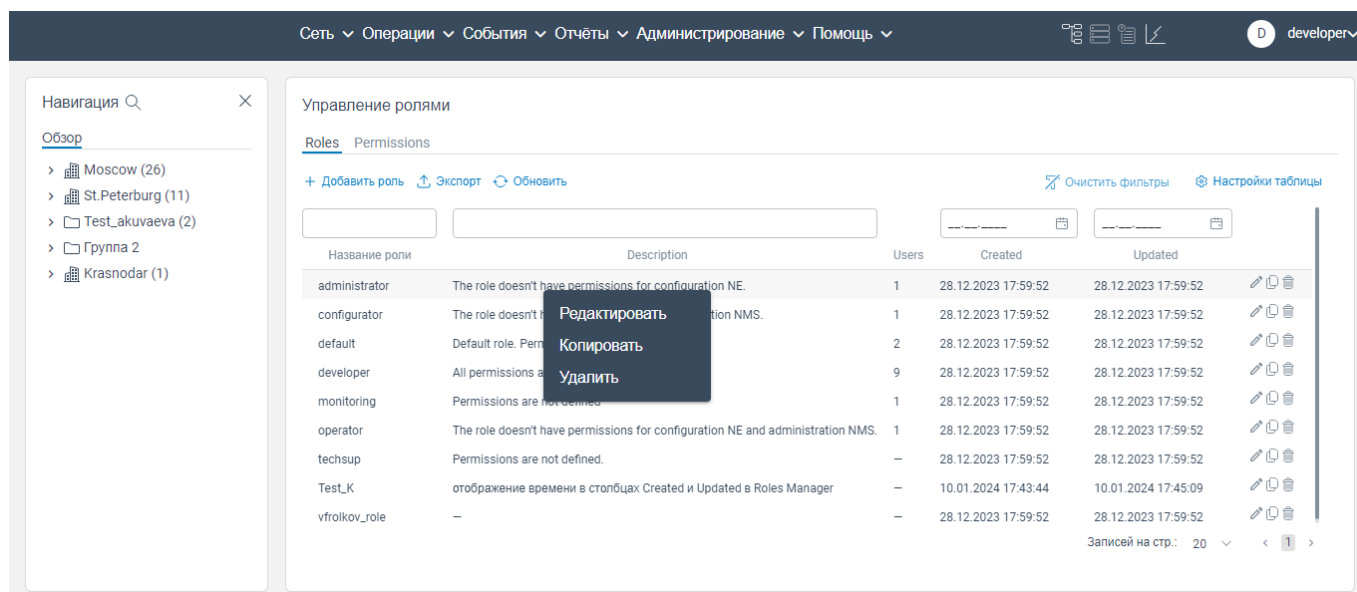 Сеть Операции События Отчёты Администрирование Помощь D developer
Навигация
Обзор
Moscow (26)
St.Peterburg (11)
Test_akuvaeva (2)
Группа 2
Krasnodar (1)
Управление ролями
Roles Permissions
+ Добавить роль Экспорт Обновить Очистить фильтры Настройки таблицы
__.__.____ __.__.____
Название роли Description Users Created Updated
administrator The role doesn't have permissions for configuration NE. 1 28.12.2023 17:59:52 28.12.2023 17:59:52
configurator The role doesn't tion NMS. 1 28.12.2023 17:59:52 28.12.2023 17:59:52
default Default role. 2 28.12.2023 17:59:52 28.12.2023 17:59:52
developer All permissions 9 28.12.2023 17:59:52 28.12.2023 17:59:52
monitoring Permissions are not defined 1 28.12.2023 17:59:52 28.12.2023 17:59:52
operator The role doesn't have permissions for configuration NE and administration NMS. 1 28.12.2023 17:59:52 28.12.2023 17:59:52
techsup Permissions are not defined. – 28.12.2023 17:59:52 28.12.2023 17:59:52
Test_K отображение времени в столбцах Created и Updated в Roles Manager – 10.01.2024 17:43:44 10.01.2024 17:45:09
vfrolkov_role – – 28.12.2023 17:59:52 28.12.2023 17:59:52
Редактировать
Копировать
Удалить
Записей на стр.: 20 < 1 >